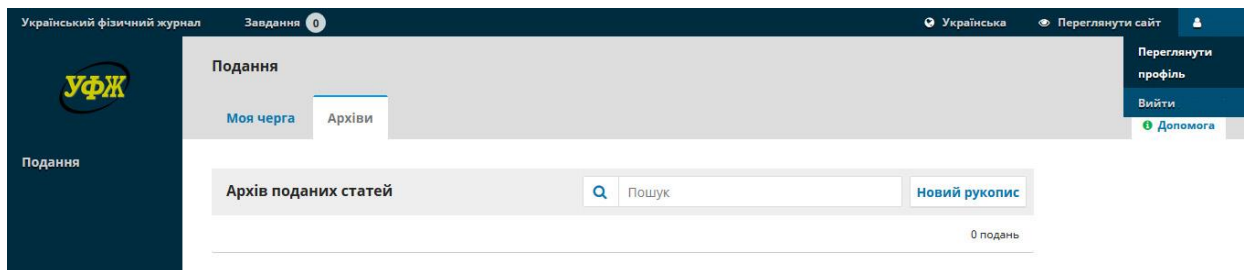 Український фізичний журнал Завдання 0 Українська Переглянути сайт
Переглянути
профіль
Вийти
Допомога
УФЖ
Подання
Моя черга Архіви
Подання
Архів поданих статей Пошук Новий рукопис
0 подань